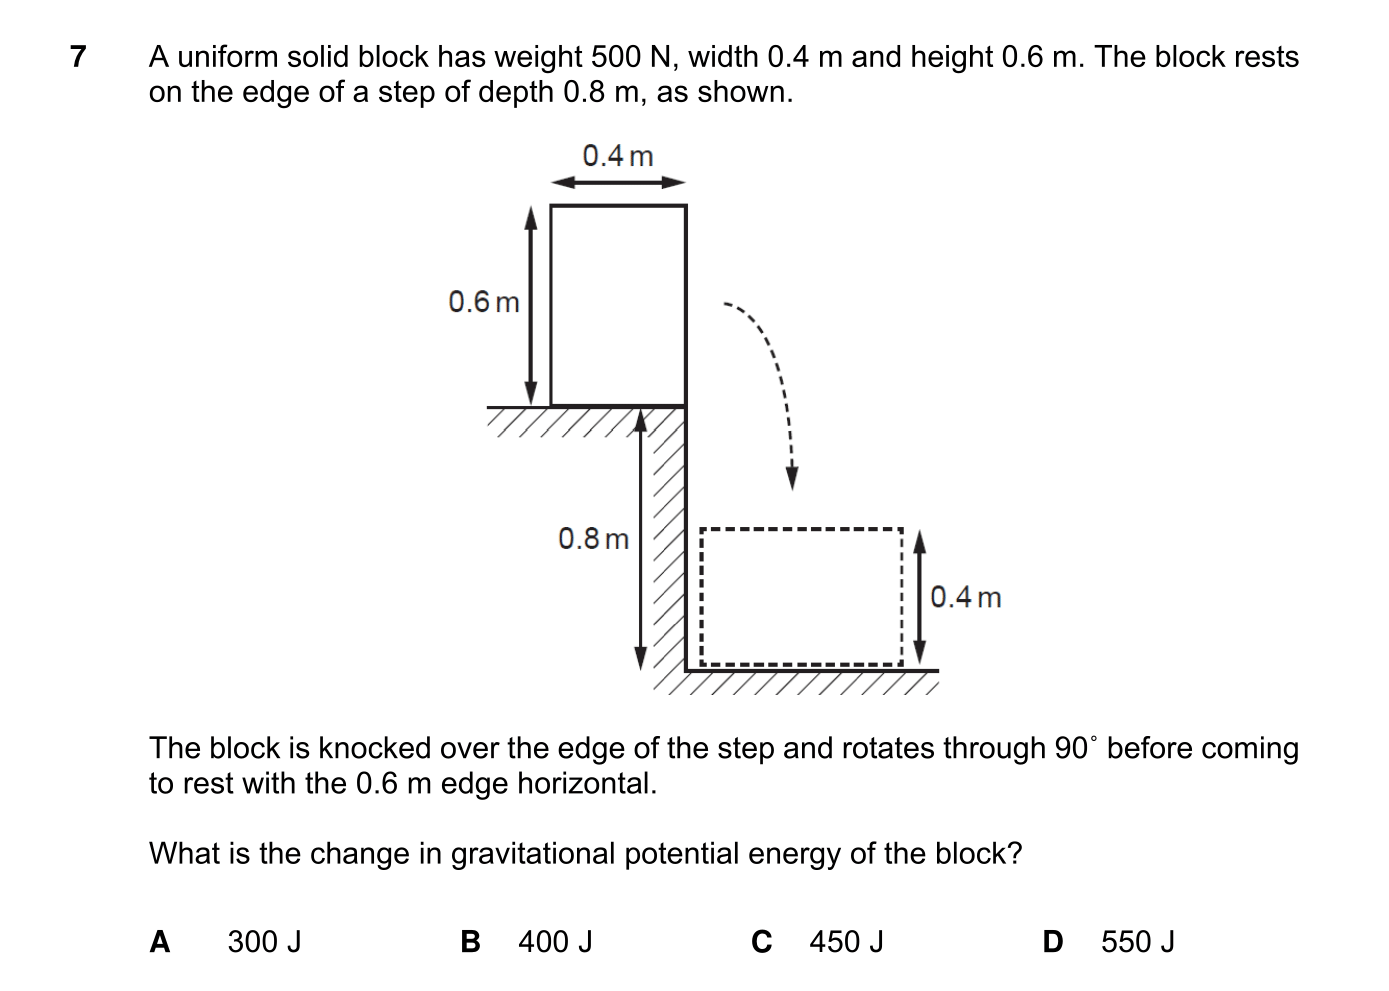 7 A uniform solid block has weight 500 N, width 0.4 m and height 0.6 m. The block rests
on the edge of a step of depth 0.8 m, as shown.
0.4 m
0.6 m
0.8 m
0.4 m
The block is knocked over the edge of the step and rotates through 90˚ before coming
to rest with the 0.6 m edge horizontal.
What is the change in gravitational potential energy of the block?
A 300 J B 400 J C 450 J D 550 J